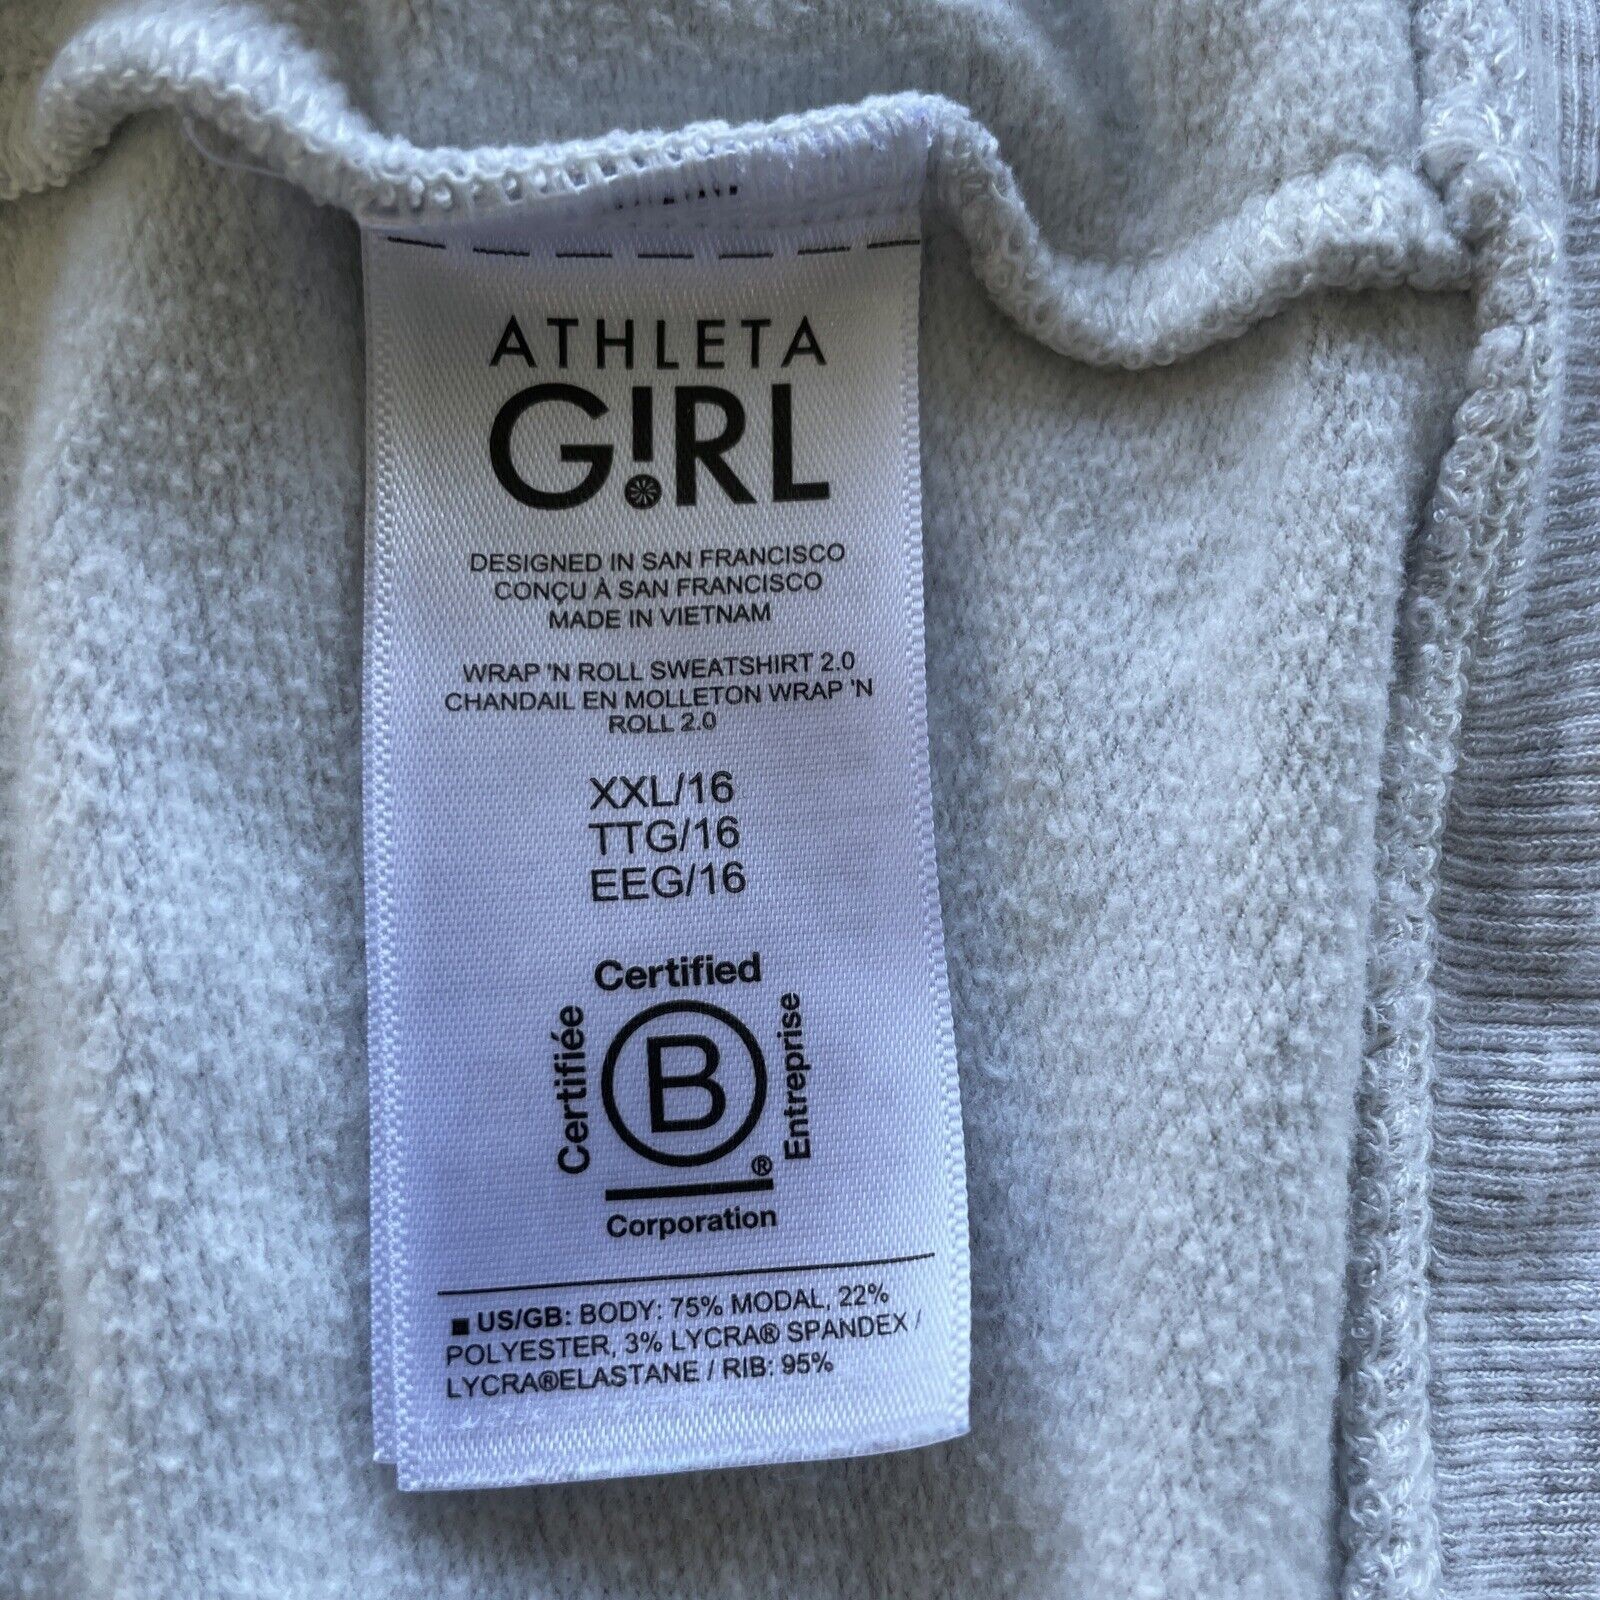 ATHLETA
G!RL
DESIGNED IN SAN FRANCISCO
CONÇU À SAN FRANCISCO
MADE IN VIETNAM
WRAP 'N ROLL SWEATSHIRT 2.0
CHANDAIL EN MOLLETON WRAP 'N
ROLL 2.0
XXL/16
TTG/16
EEG/16
Certified
Certifiée
B
®
Entreprise
Corporation
■ US/GB: BODY: 75% MODAL, 22%
POLYESTER, 3% LYCRA® SPANDEX /
LYCRA®ELASTANE / RIB: 95%